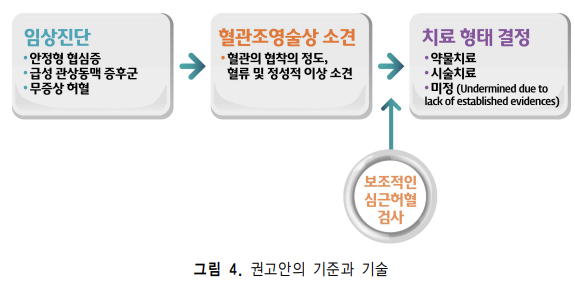 임상진단
• 안정형 협심증
• 급성 관상동맥 증후군
• 무증상 허혈
혈관조영술상 소견
• 혈관의 협착의 정도,
혈류 및 정성적 이상 소견
치료 형태 결정
• 약물치료
• 시술치료
• 미정 (Undermined due to
lack of established evidences)
보조적인
심근허혈
검사
그림 4. 권고안의 기준과 기술